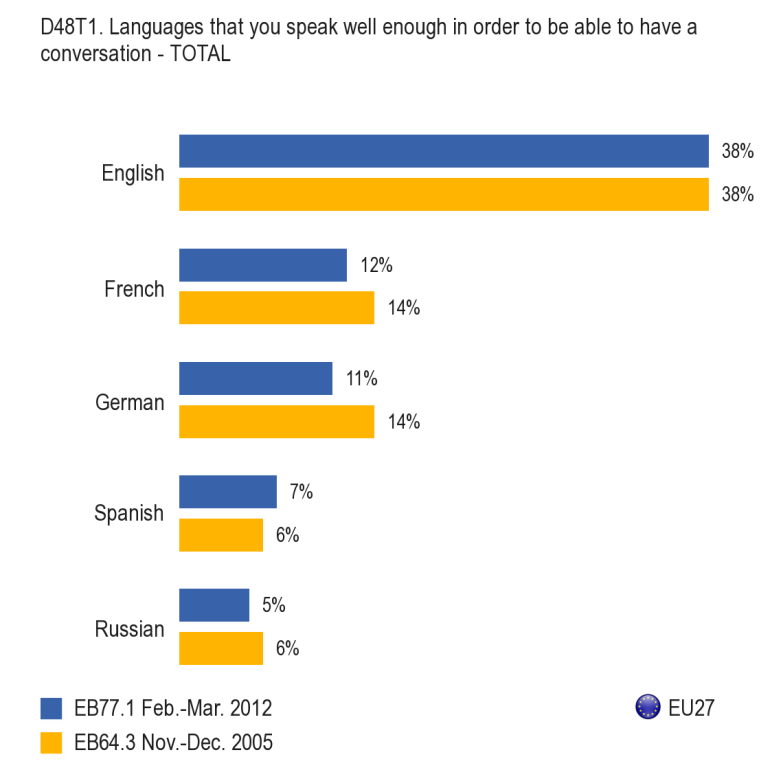 D48T1. Languages that you speak well enough in order to be able to have a
conversation - TOTAL
38%
English
38%
12%
French
14%
11%
German
14%
7%
Spanish
6%
5%
Russian
6%
EB77.1 Feb.-Mar. 2012
EU27
EB64.3 Nov.-Dec. 2005